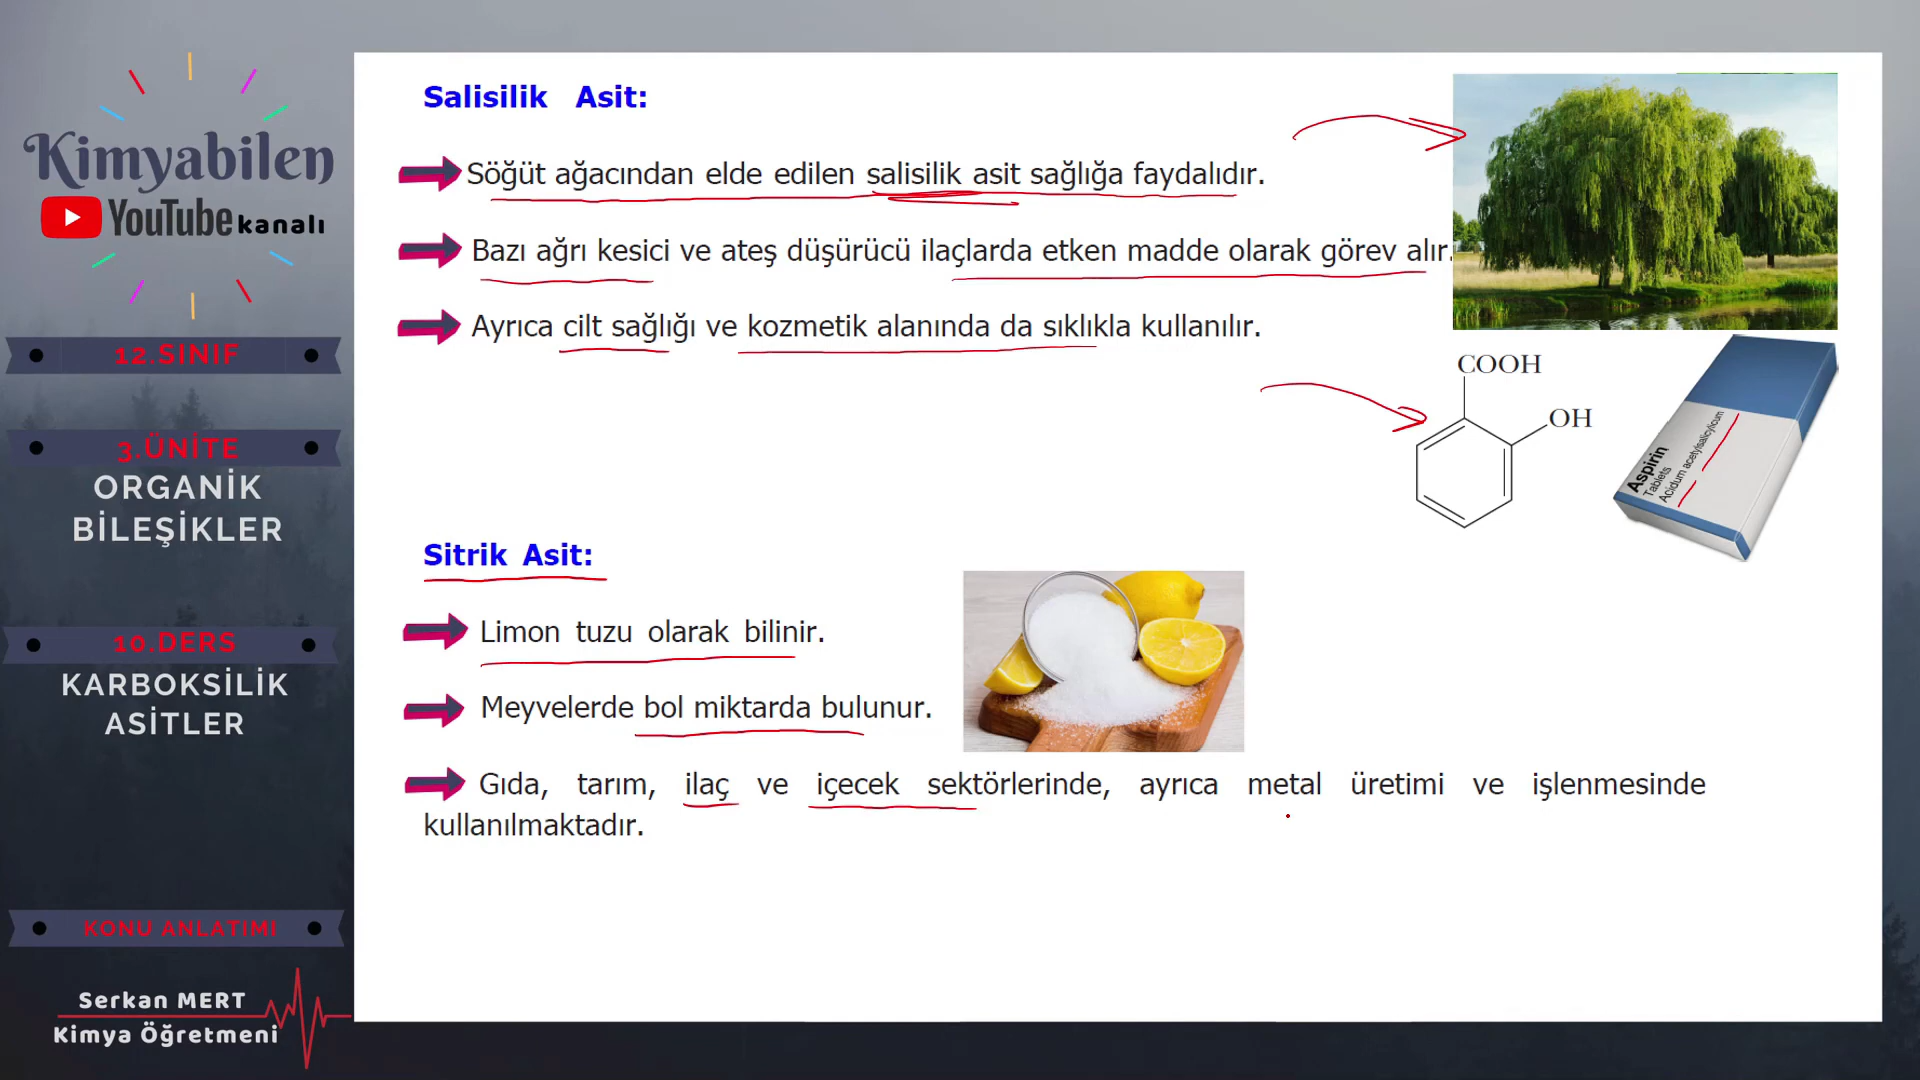 Kimyabilen
YouTube kanalı
12.SINIF
3.ÜNİTE
ORGANİK
BİLEŞİKLER
10.DERS
KARBOKSİLİK
ASİTLER
KONU ANLATIMI
Serkan MERT
Kimya Öğretmeni
Salisilik Asit:
Söğüt ağacından elde edilen salisilik asit sağlığa faydalıdır.
Bazı ağrı kesici ve ateş düşürücü ilaçlarda etken madde olarak görev alır.
Ayrıca cilt sağlığı ve kozmetik alanında da sıklıkla kullanılır.
COOH
OH
Aspirin
Tablets
Acidum acetylsalicylicum
Sitrik Asit:
Limon tuzu olarak bilinir.
Meyvelerde bol miktarda bulunur.
Gıda, tarım, ilaç ve içecek sektörlerinde, ayrıca metal üretimi ve işlenmesinde
kullanılmaktadır.